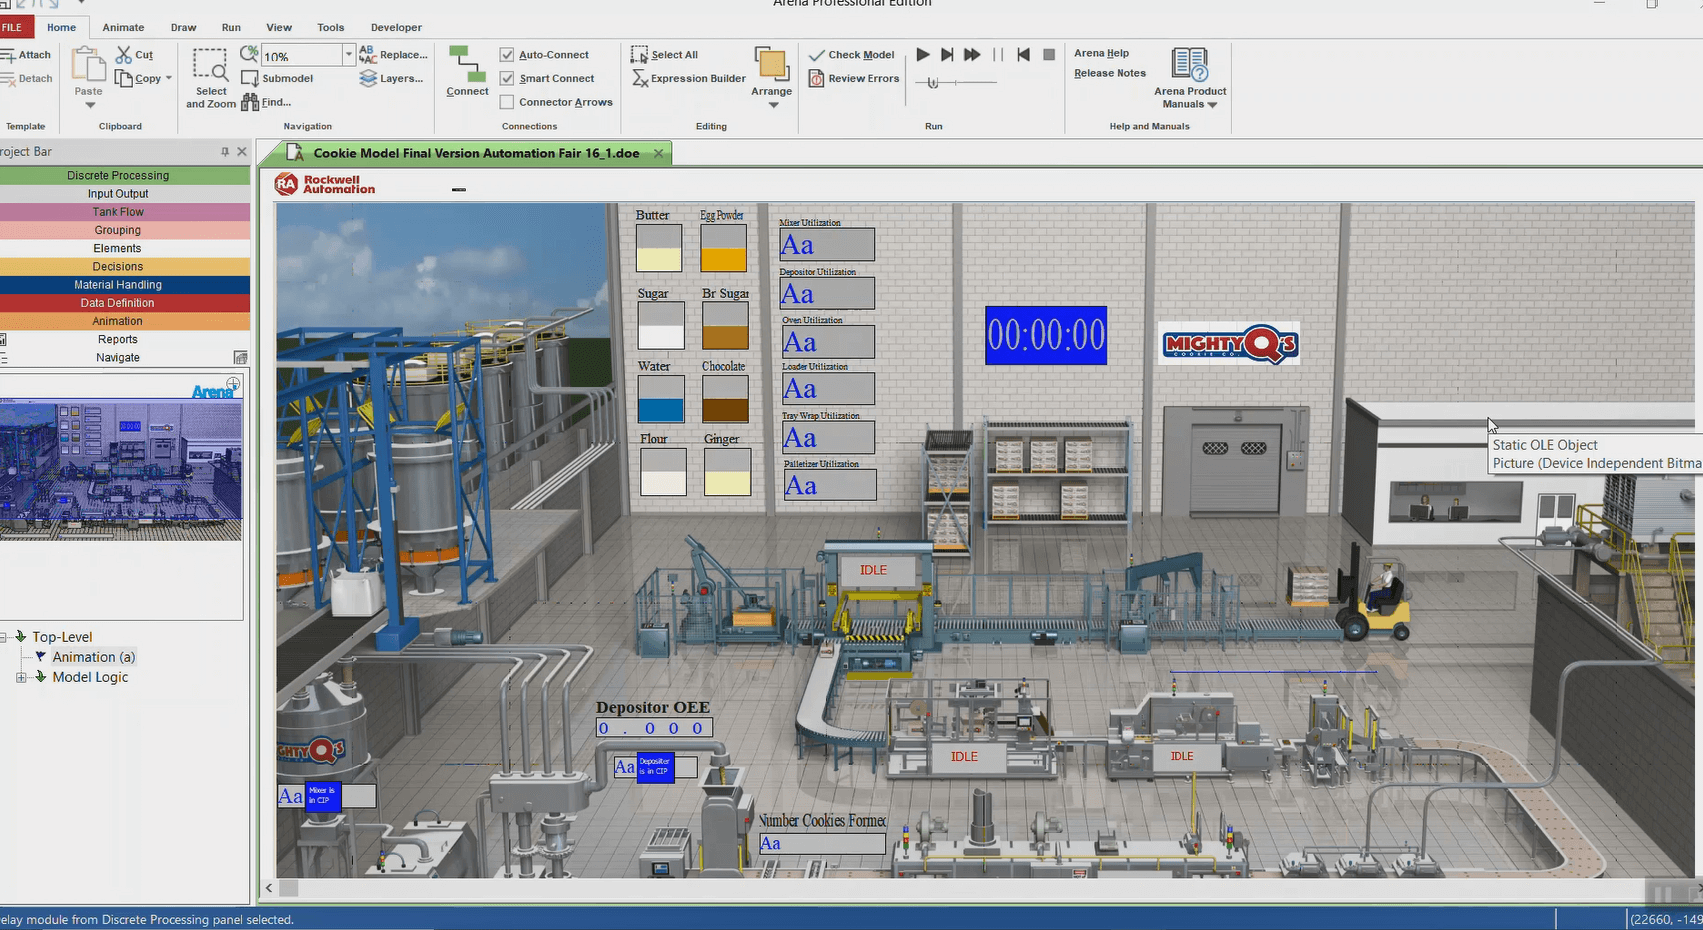 Arena Professional Edition
FILE
Home
Animate
Draw
Run
View
Tools
Developer
Attach
Detach
Template
Paste
Cut
Copy
Clipboard
Select
and Zoom
10%
Submodel
Find...
Replace...
Layers...
Navigation
Connect
Auto-Connect
Smart Connect
Connector Arrows
Connections
Select All
Expression Builder
Arrange
Editing
Check Model
Review Errors
Run
Arena Help
Release Notes
Arena Product
Manuals
Help and Manuals
roject Bar
Discrete Processing
Input Output
Tank Flow
Grouping
Elements
Decisions
Material Handling
Data Definition
Animation
Reports
Navigate
Arena
Top-Level
Animation (a)
Model Logic
Cookie Model Final Version Automation Fair 16_1.doe
RA
Rockwell
Automation
Butter
Egg Powder
Sugar
Br Sugar
Water
Chocolate
Flour
Ginger
Mixer Utilization
Aa
Depositor Utilization
Aa
Oven Utilization
Aa
Loader Utilization
Aa
Tray Wrap Utilization
Aa
Palletizer Utilization
Aa
00:00:00
MIGHTY Q'S
COOKIE CO.
Static OLE Object
Picture (Device Independent Bitma
IDLE
Depositor OEE
0 . 0 0 0
Aa
Depositer
is in CIP
IDLE
IDLE
GHTY Q'S
Aa
Mixer is
in CIP
Number Cookies Formed
Aa
elay module from Discrete Processing panel selected.
(22660, -149